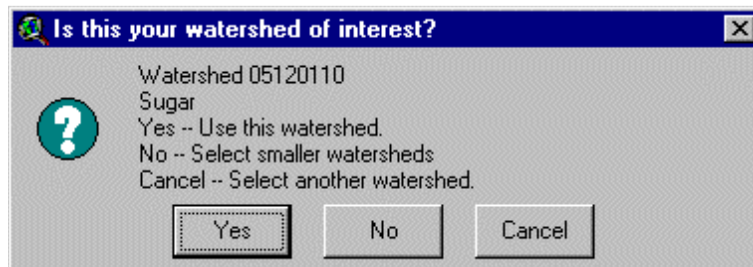 Is this your watershed of interest?
Watershed 05120110
Sugar
Yes -- Use this watershed.
No -- Select smaller watersheds
Cancel -- Select another watershed.
Yes No Cancel